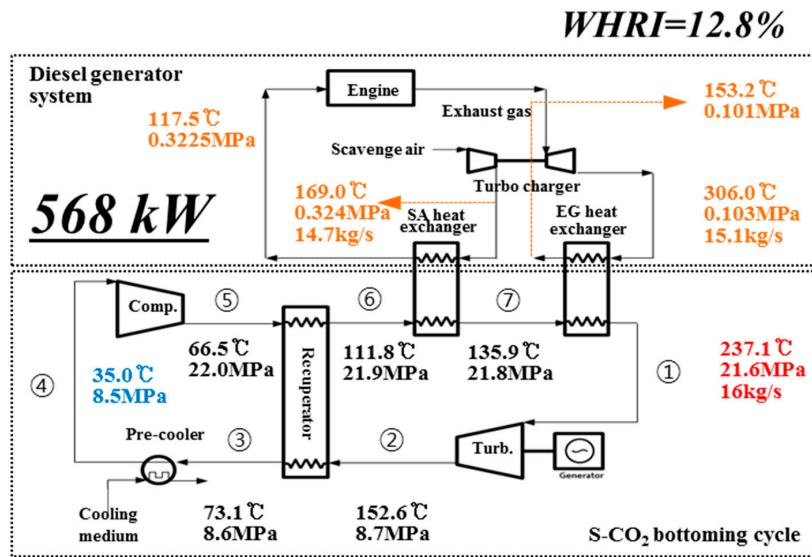 WHRI=12.8%
Diesel generator
system
Engine
117.5℃
0.3225MPa
Exhaust gas
153.2℃
0.101MPa
Scavenge air
Turbo charger
568 kW
169.0℃
0.324MPa
14.7kg/s
SA heat
exchanger
EG heat
exchanger
306.0℃
0.103MPa
15.1kg/s
Comp.
⑤
⑥
⑦
66.5℃
22.0MPa
Recuperator
111.8℃
21.9MPa
135.9℃
21.8MPa
①
237.1℃
21.6MPa
16kg/s
④
35.0℃
8.5MPa
Pre-cooler
③
②
Turb.
Generator
Cooling
medium
73.1℃
8.6MPa
152.6℃
8.7MPa
S-CO₂ bottoming cycle